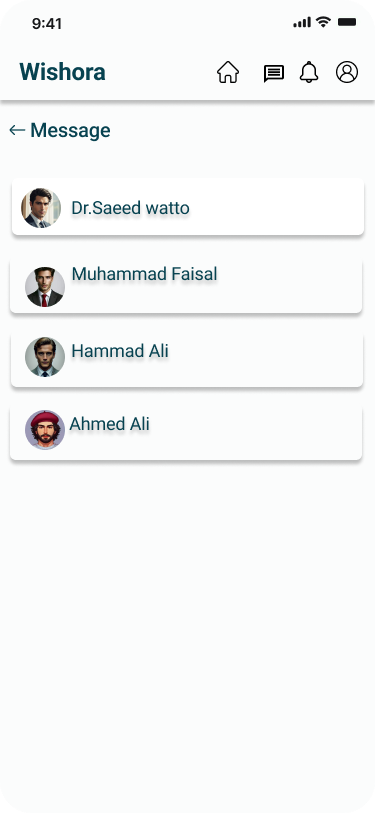 9:41
Wishora
Message
Dr.Saeed watto
Muhammad Faisal
Hammad Ali
Ahmed Ali